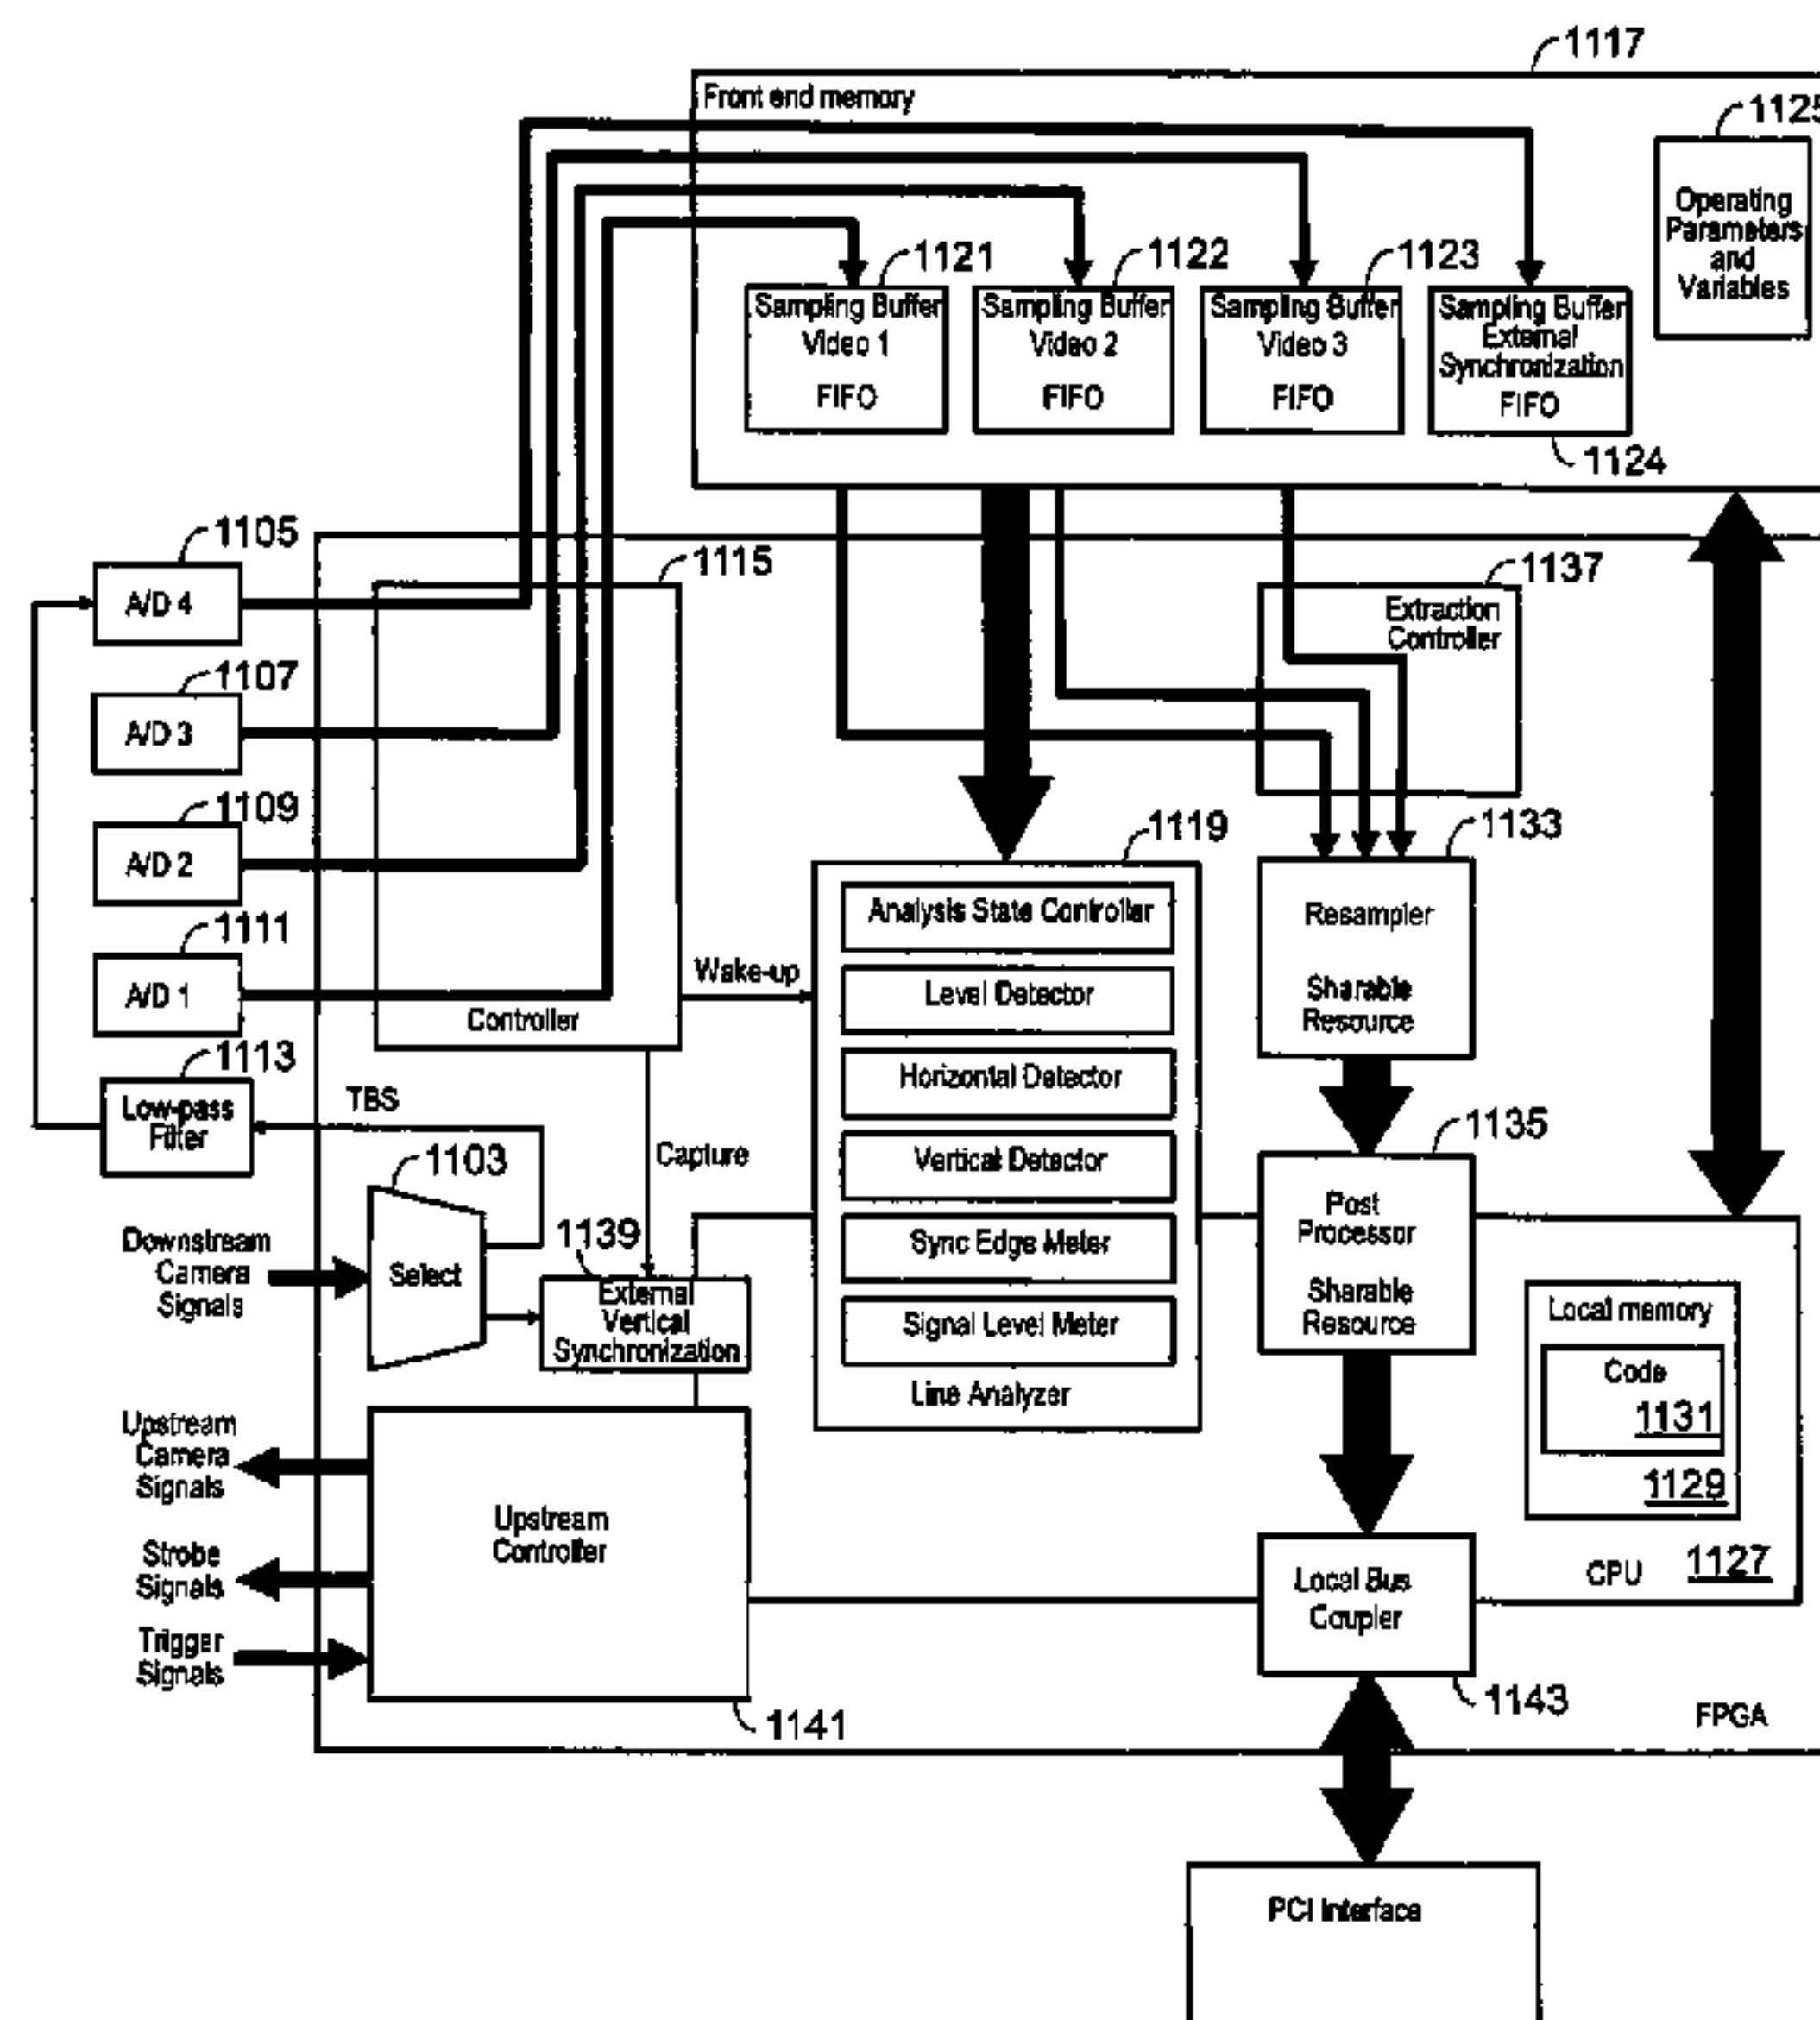 1117
Front end memory
1125
Operating
Parameters
and
Variables
1121
1122
1123
Sampling Buffer
Video 1
FIFO
Sampling Buffer
Video 2
FIFO
Sampling Buffer
Video 3
FIFO
Sampling Buffer
External
Synchronization
FIFO
1124
1105
A/D 4
1115
1137
Extraction
Controller
1107
A/D 3
1109
A/D 2
1111
A/D 1
Controller
Wake-up
1119
Analysis State Controller
Level Detector
Horizontal Detector
Vertical Detector
Sync Edge Meter
Signal Level Meter
Line Analyzer
1133
Resampler
Sharable
Resource
1113
Low-pass
Filter
TBS
Capture
1103
Select
Downstream
Camera
Signals
1139
External
Vertical
Synchronization
1135
Post
Processor
Sharable
Resource
Local memory
Code
1131
1129
CPU
1127
Upstream
Camera
Signals
Strobe
Signals
Trigger
Signals
Upstream
Controller
1141
Local Bus
Coupler
1143
FPGA
PCI Interface